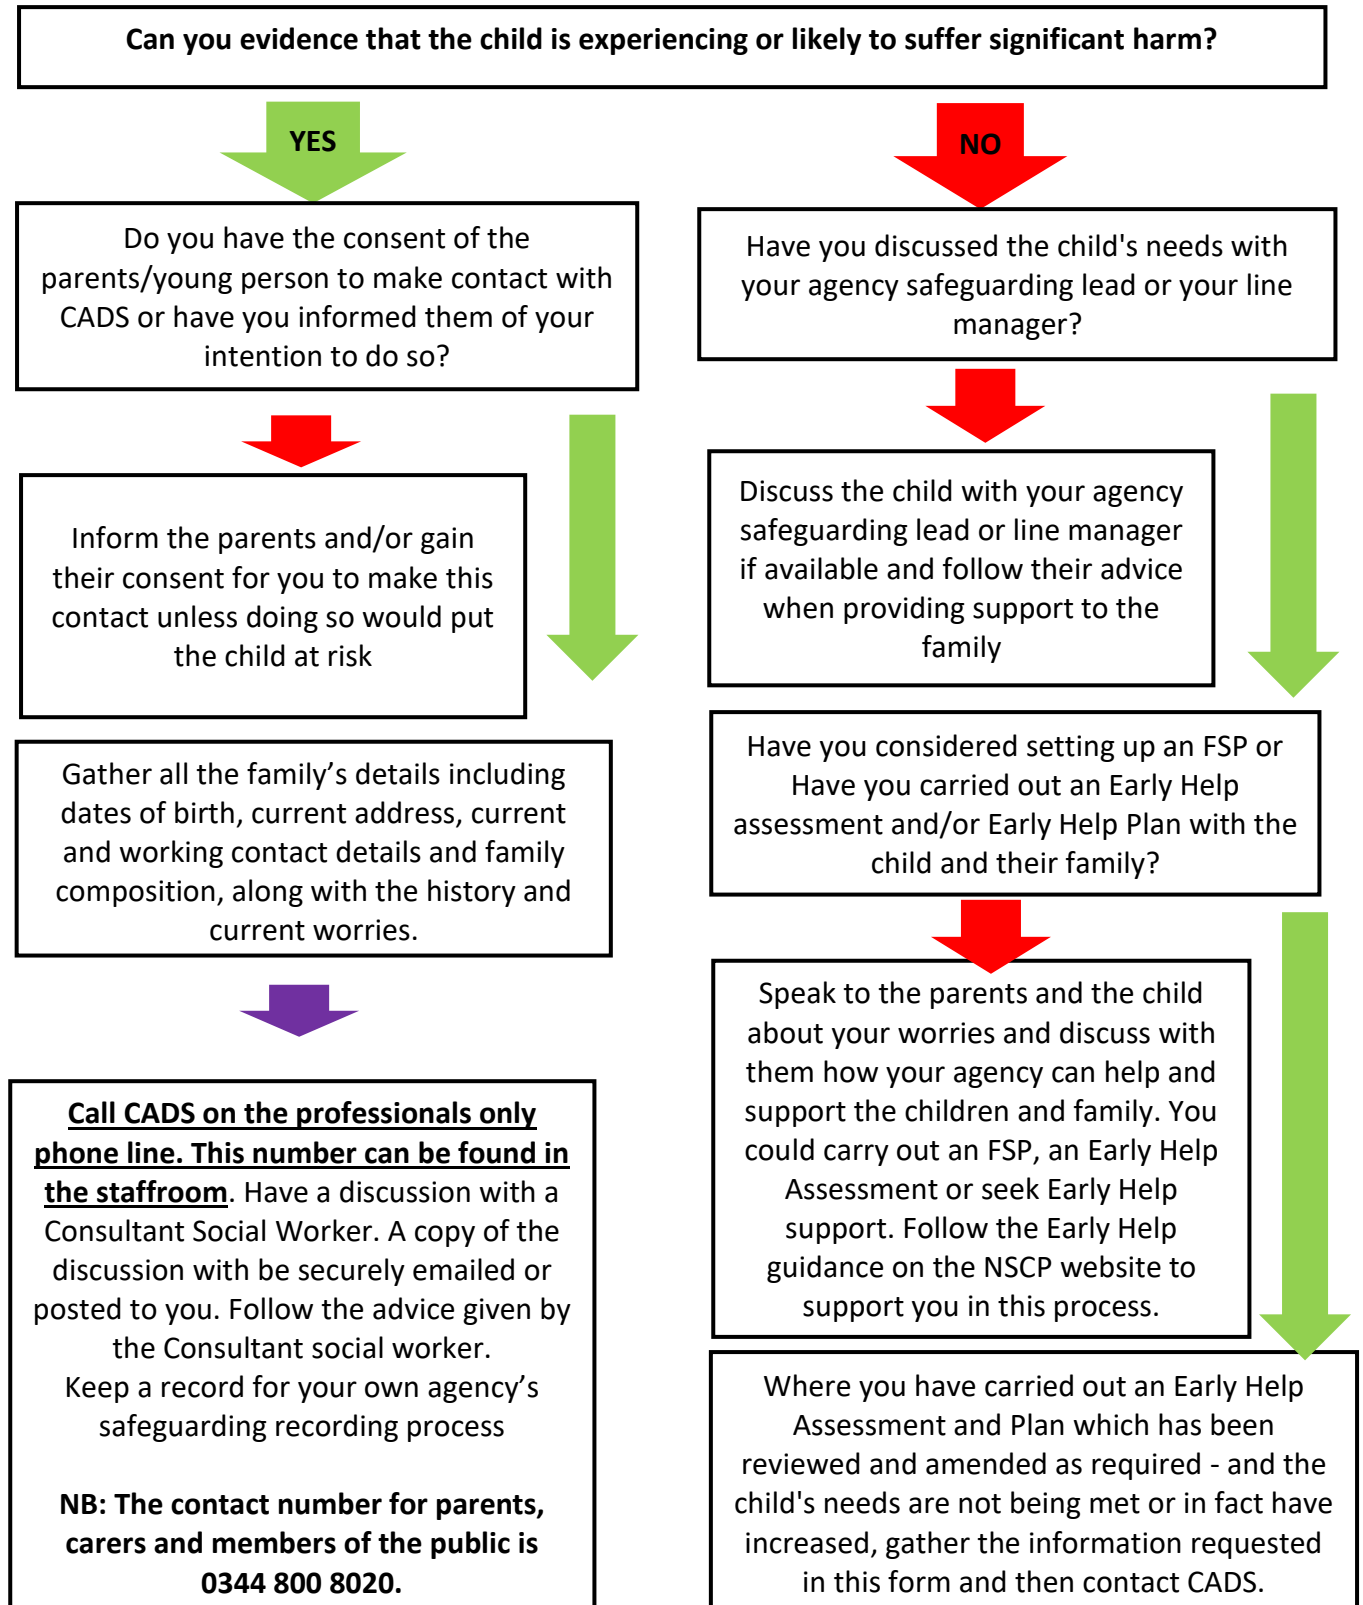 Can you evidence that the child is experiencing or likely to suffer significant harm?
YES
NO
Do you have the consent of the
parents/young person to make contact with
CADS or have you informed them of your
intention to do so?
Have you discussed the child's needs with
your agency safeguarding lead or your line
manager?
Inform the parents and/or gain
their consent for you to make this
contact unless doing so would put
the child at risk
Discuss the child with your agency
safeguarding lead or line manager
if available and follow their advice
when providing support to the
family
Gather all the family’s details including
dates of birth, current address, current
and working contact details and family
composition, along with the history and
current worries.
Have you considered setting up an FSP or
Have you carried out an Early Help
assessment and/or Early Help Plan with the
child and their family?
Call CADS on the professionals only
phone line. This number can be found in
the staffroom. Have a discussion with a
Consultant Social Worker. A copy of the
discussion with be securely emailed or
posted to you. Follow the advice given by
the Consultant social worker.
Keep a record for your own agency’s
safeguarding recording process
NB: The contact number for parents,
carers and members of the public is
0344 800 8020.
Speak to the parents and the child
about your worries and discuss with
them how your agency can help and
support the children and family. You
could carry out an FSP, an Early Help
Assessment or seek Early Help
support. Follow the Early Help
guidance on the NSCP website to
support you in this process.
Where you have carried out an Early Help
Assessment and Plan which has been
reviewed and amended as required - and the
child's needs are not being met or in fact have
increased, gather the information requested
in this form and then contact CADS.